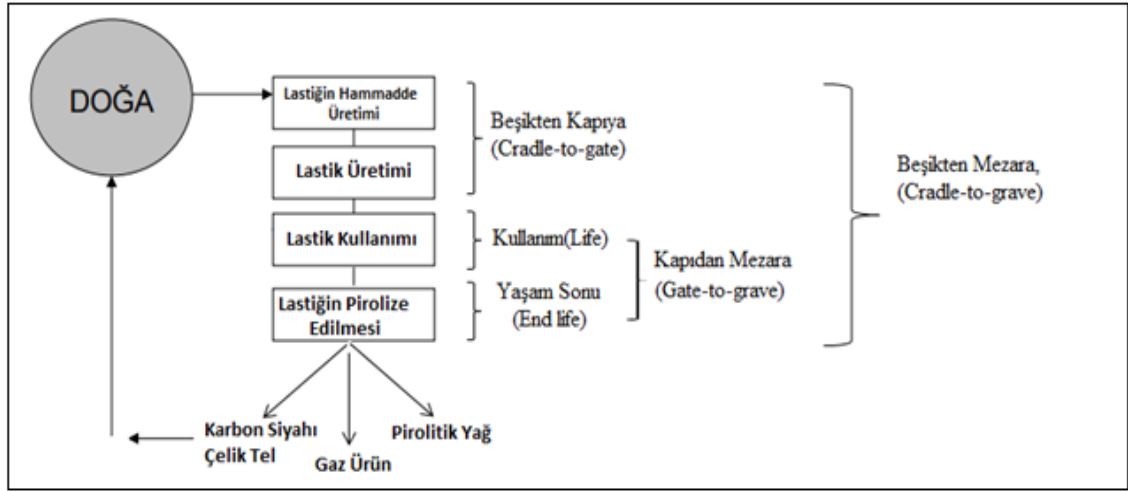 DOĞA
Lastiğin Hammadde
Üretimi
Lastik Üretimi
Lastik Kullanımı
Lastiğin Pirolize
Edilmesi
Beşikten Kapıya
(Cradle-to-gate)
Kullanım(Life)
Yaşam Sonu
(End life)
Kapıdan Mezara
(Gate-to-grave)
Beşikten Mezara,
(Cradle-to-grave)
Karbon Siyahı
Çelik Tel
Gaz Ürün
Pirolitik Yağ